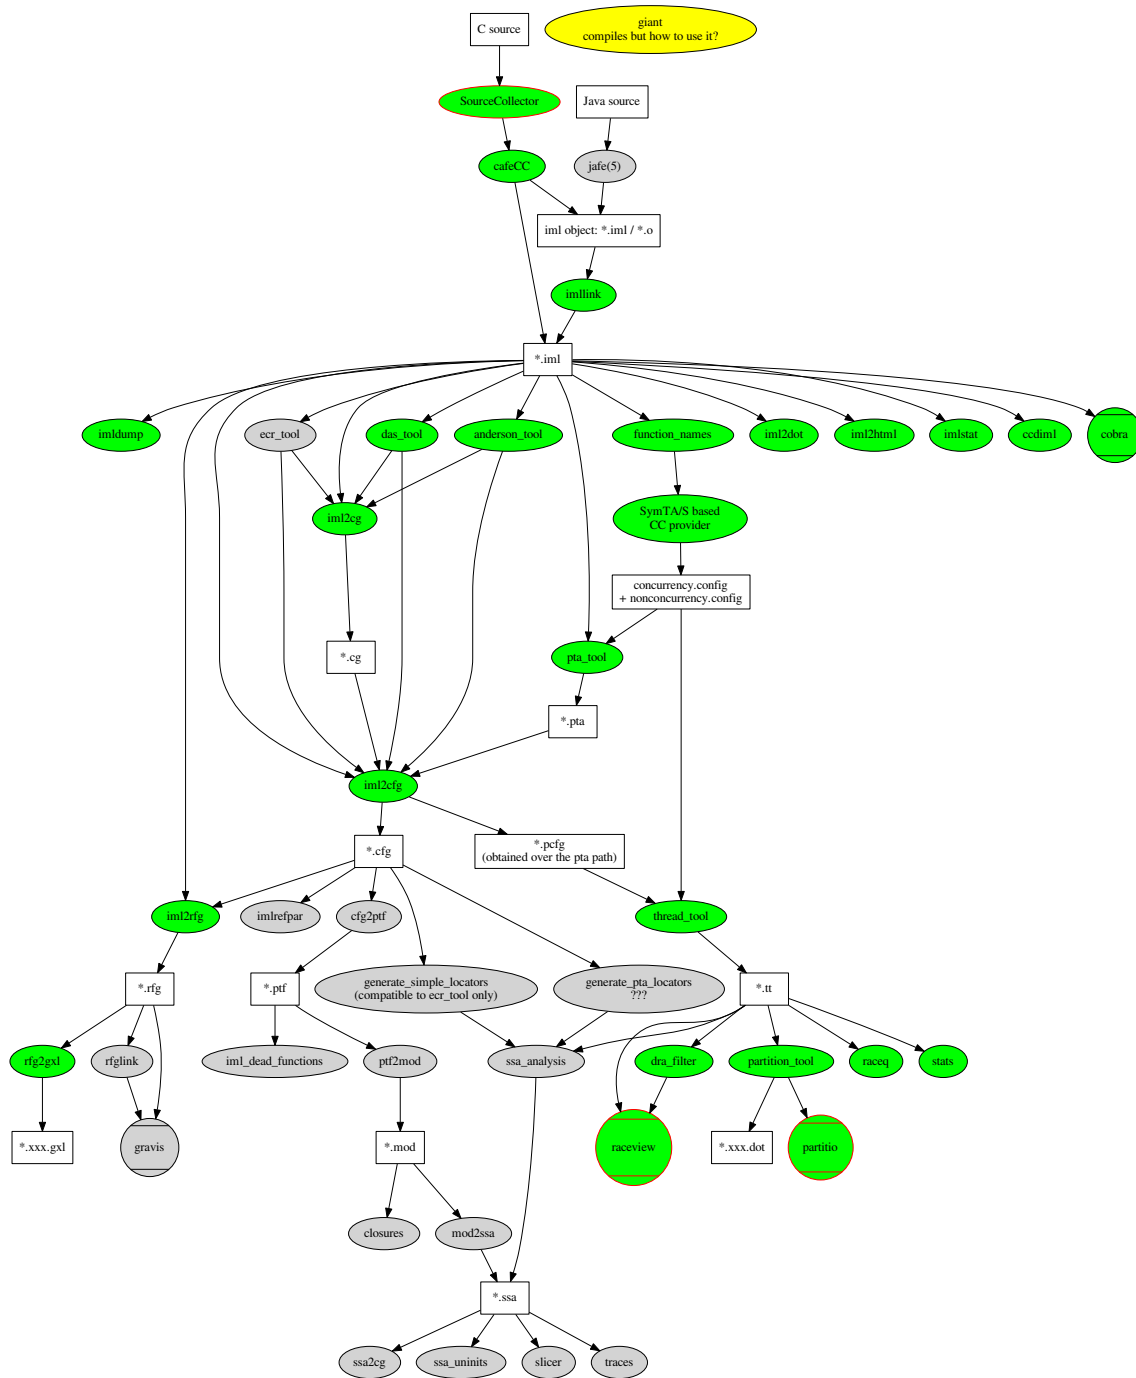 C source
giant
compiles but how to use it?
SourceCollector
Java source
cafeCC
jafe(5)
iml object: *.iml / *.o
imllink
*.iml
imldump
ecr_tool
das_tool
anderson_tool
function_names
iml2dot
iml2html
imlstat
ccdiml
cobra
iml2cg
SymTA/S based
CC provider
concurrency.config
+ nonconcurrency.config
*.cg
pta_tool
*.pta
iml2cfg
*.cfg
*.pcfg
(obtained over the pta path)
iml2rfg
imlrefpar
cfg2ptf
thread_tool
*.rfg
*.ptf
generate_simple_locators
(compatible to ecr_tool only)
generate_pta_locators
???
*.tt
rfg2gxl
rfglink
iml_dead_functions
ptf2mod
ssa_analysis
dra_filter
partition_tool
raceq
stats
*.xxx.gxl
gravis
*.mod
raceview
*.xxx.dot
partitio
closures
mod2ssa
*.ssa
ssa2cg
ssa_uninits
slicer
traces